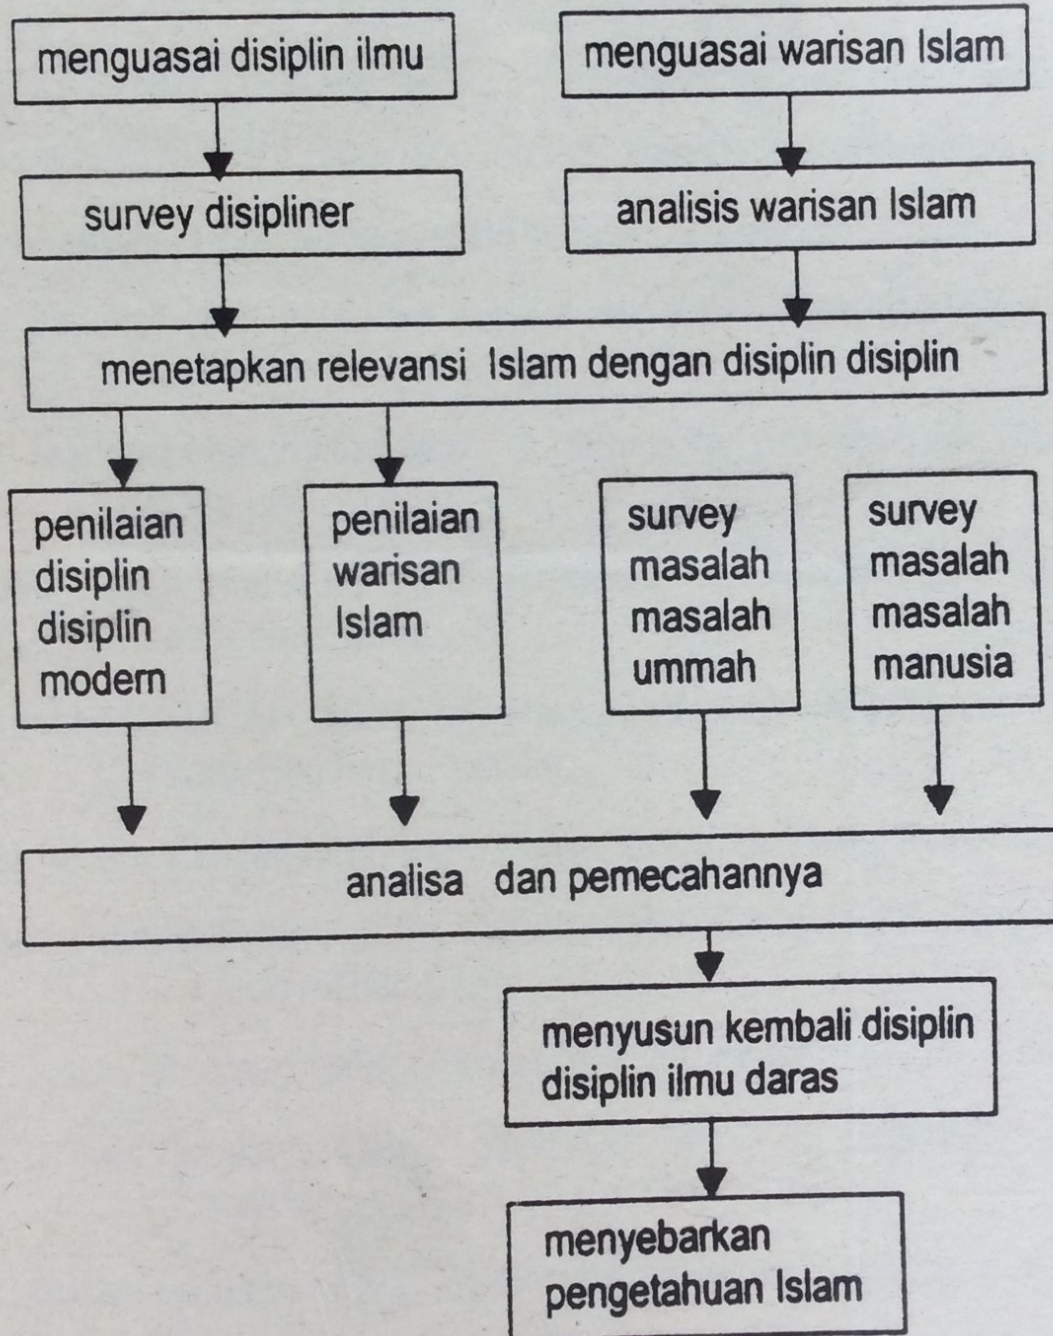 menguasai disiplin ilmu
menguasai warisan Islam
survey disipliner
analisis warisan Islam
menetapkan relevansi Islam dengan disiplin disiplin
penilaian
disiplin
disiplin
modern
penilaian
warisan
Islam
survey
masalah
masalah
ummah
survey
masalah
masalah
manusia
analisa dan pemecahannya
menyusun kembali disiplin
disiplin ilmu daras
menyebarkan
pengetahuan Islam